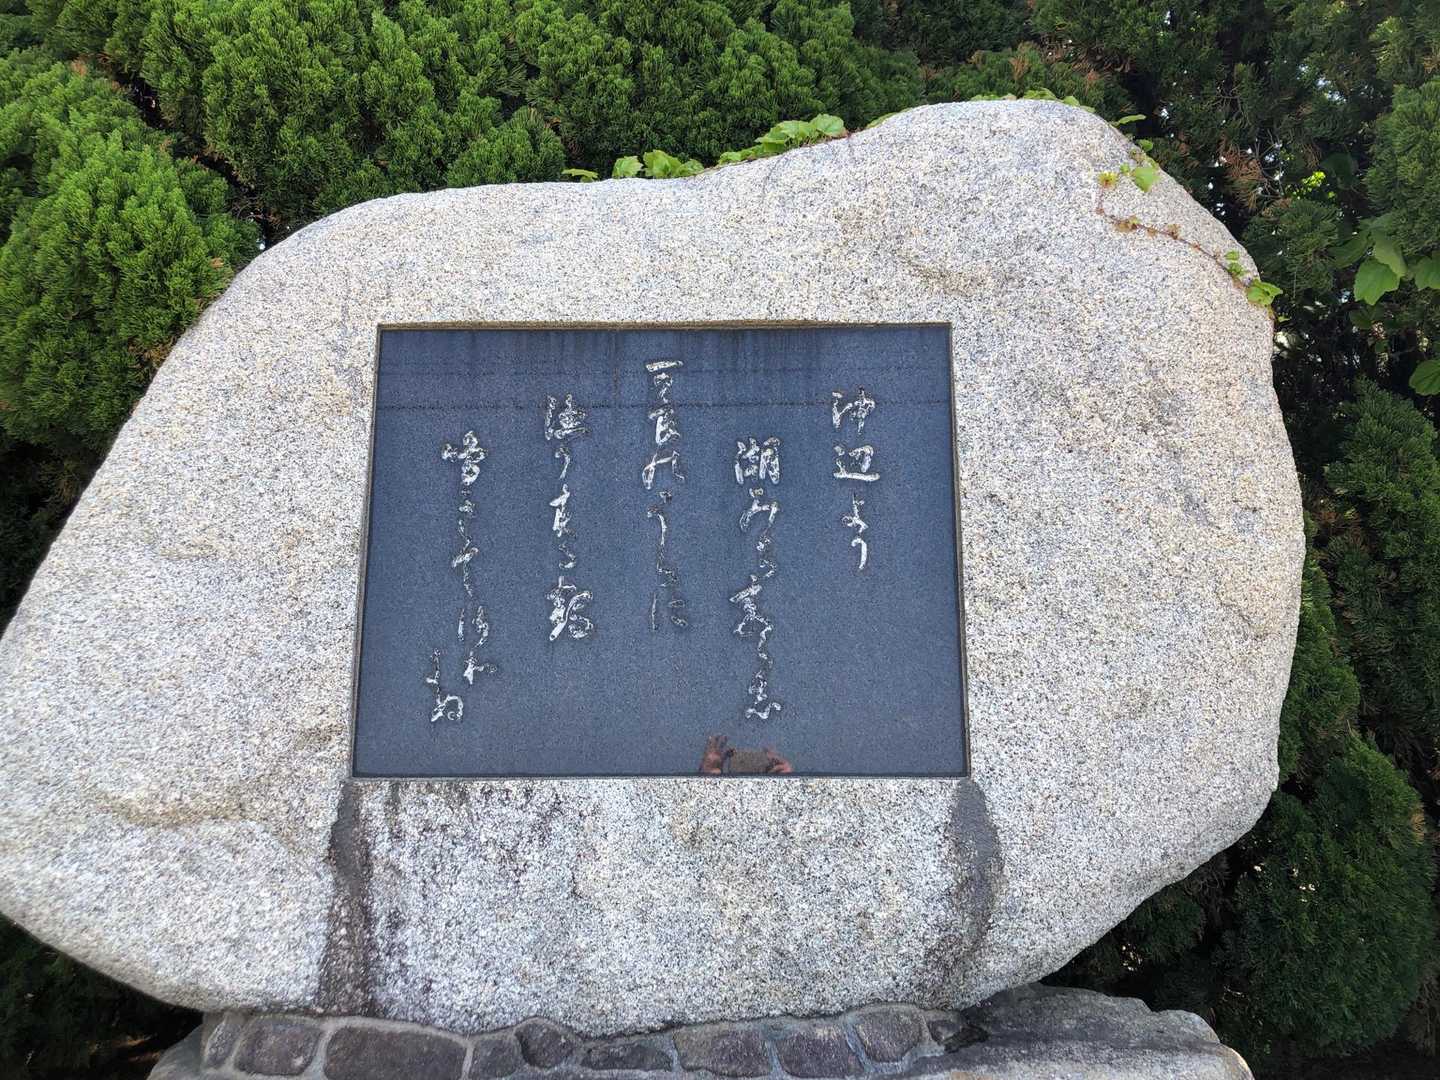 沖辺より
潮みち来らし
可良のうらに
漁りする鶴
鳴きてさわ
きぬ